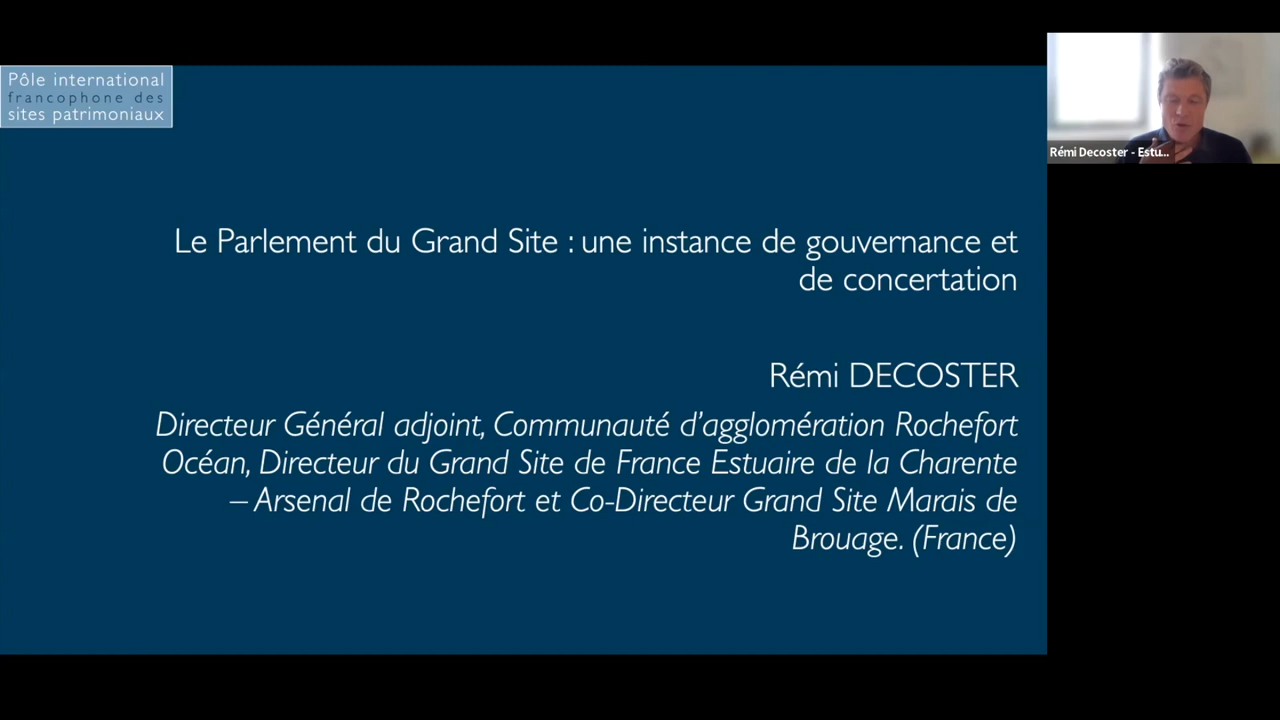 Pôle international
francophone des
sites patrimoniaux
Le Parlement du Grand Site : une instance de gouvernance et
de concertation
Rémi DECOSTER
Directeur Général adjoint, Communauté d'agglomération Rochefort
Océan, Directeur du Grand Site de France Estuaire de la Charente
– Arsenal de Rochefort et Co-Directeur Grand Site Marais de
Brouage. (France)
Rémi Decoster - Estu...